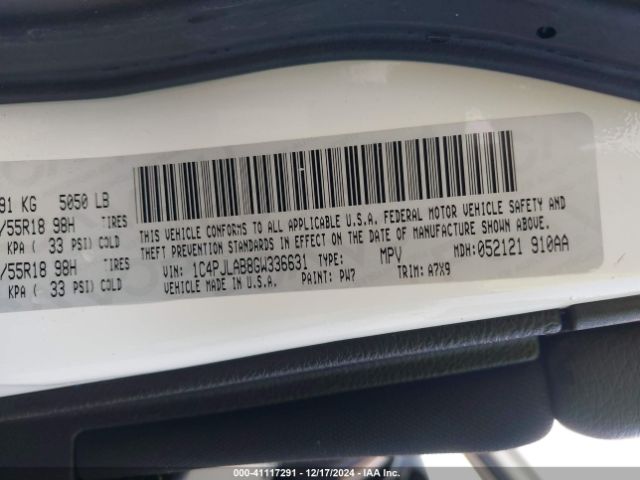 91 KG 5050 LB
/55R18 98H TIRES
KPA ( 33 PSI) COLD
/55R18 98H TIRES
KPA ( 33 PSI) COLD
THIS VEHICLE CONFORMS TO ALL APPLICABLE U.S.A. FEDERAL MOTOR VEHICLE SAFETY AND
THEFT PREVENTION STANDARDS IN EFFECT ON THE DATE OF MANUFACTURE SHOWN ABOVE.
VIN: 1C4PJLAB8GW336631 TYPE: MPV MDH:052121 910AA
VEHICLE MADE IN U.S.A. PAINT: PW7 TRIM: A7X9
000-41117291 - 12/17/2024 - IAA Inc.